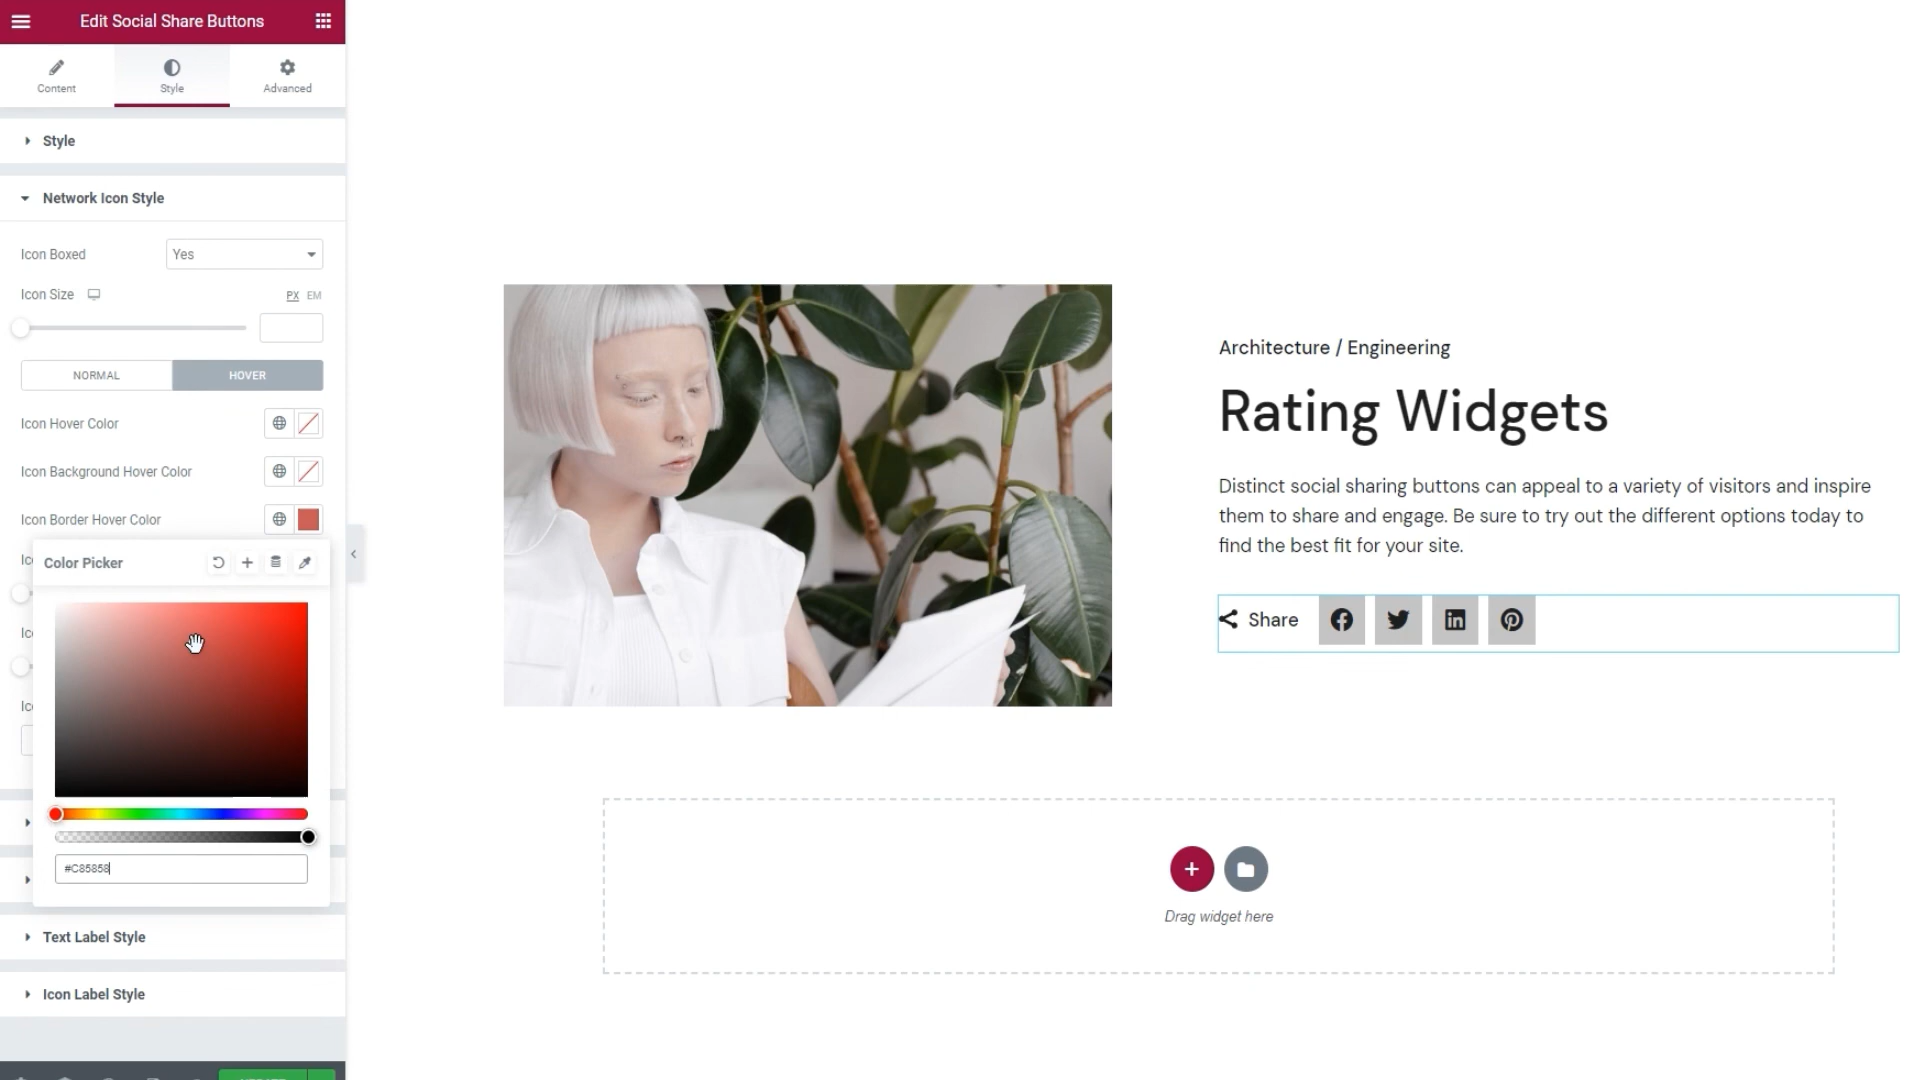 Edit Social Share Buttons
Content
Style
Advanced
Style
Network Icon Style
Icon Boxed
Yes
Icon Size
PX EM
NORMAL
HOVER
Icon Hover Color
Icon Background Hover Color
Icon Border Hover Color
Color Picker
#C85858
Text Label Style
Icon Label Style
Architecture / Engineering
Rating Widgets
Distinct social sharing buttons can appeal to a variety of visitors and inspire
them to share and engage. Be sure to try out the different options today to
find the best fit for your site.
Share
Drag widget here